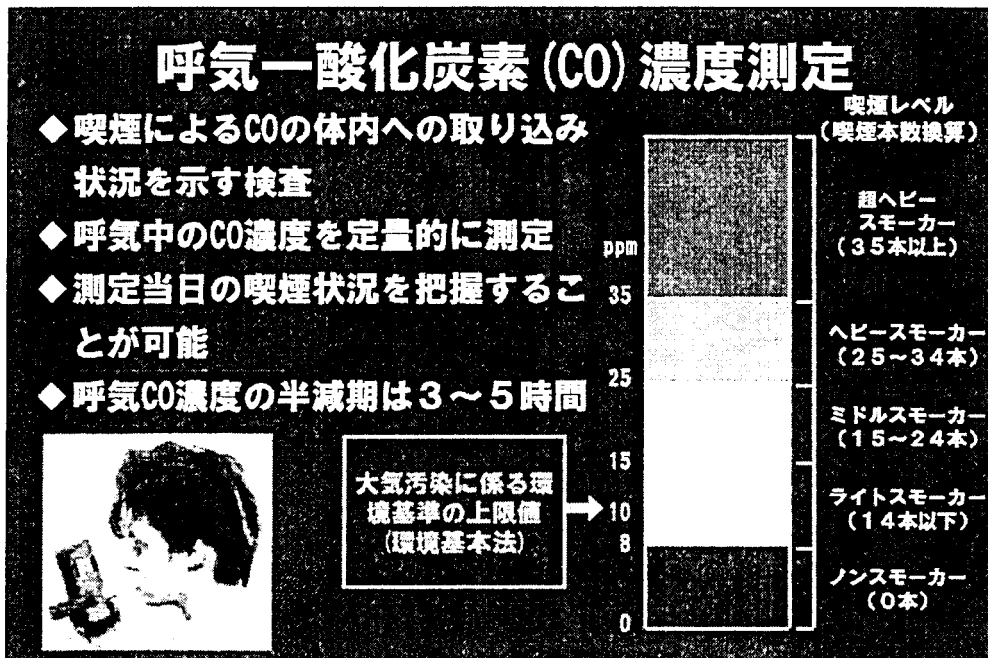 呼気一酸化炭素(CO)濃度測定
◆喫煙によるCOの体内への取り込み
状況を示す検査
◆呼気中のCO濃度を定量的に測定
◆測定当日の喫煙状況を把握するこ
とが可能
◆呼気CO濃度の半減期は3～5時間
大気汚染に係る環
境基準の上限値
(環境基本法)
ppm
35
25
15
10
8
0
喫煙レベル
(喫煙本数換算)
超ヘビー
スモーカー
(35本以上)
ヘビースモーカー
(25～34本)
ミドルスモーカー
(15～24本)
ライトスモーカー
(14本以下)
ノンスモーカー
(0本)